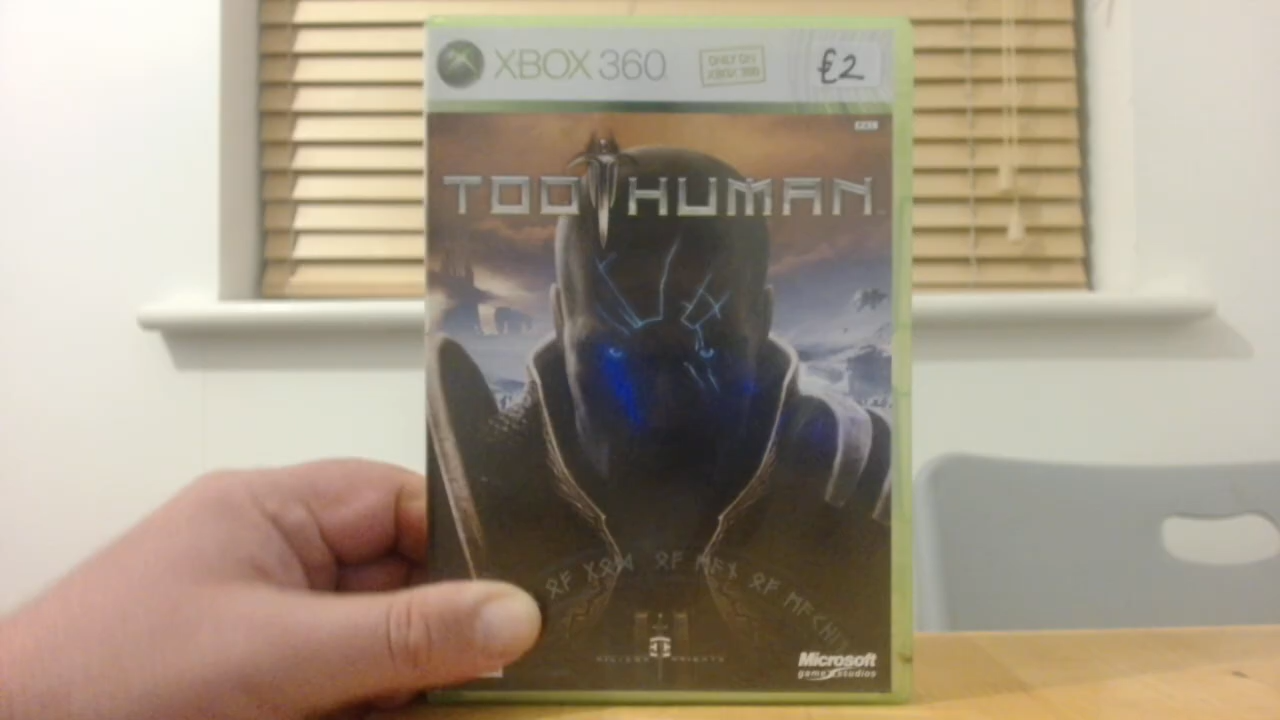 XBOX 360
ONLY ON
XBOX 360
£2
TOO HUMAN
Microsoft
game studios